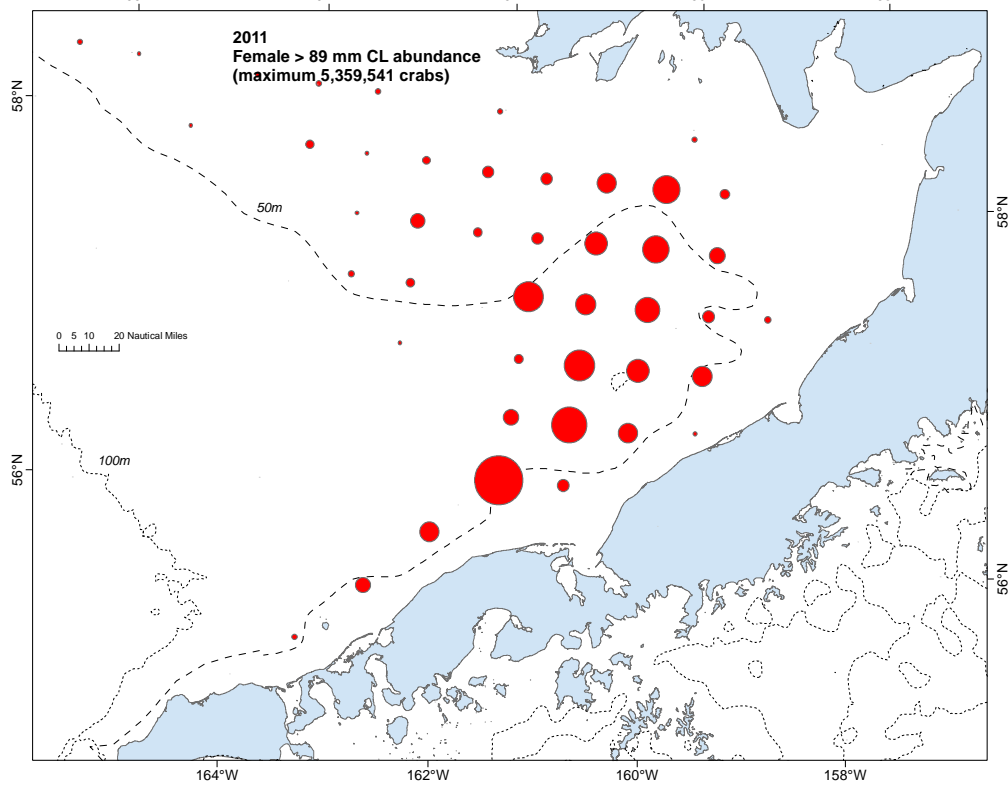 2011
Female > 89 mm CL abundance
(maximum 5,359,541 crabs)
58°N
58°N
50m
0 5 10 20 Nautical Miles
100m
56°N
56°N
164°W 162°W 160°W 158°W